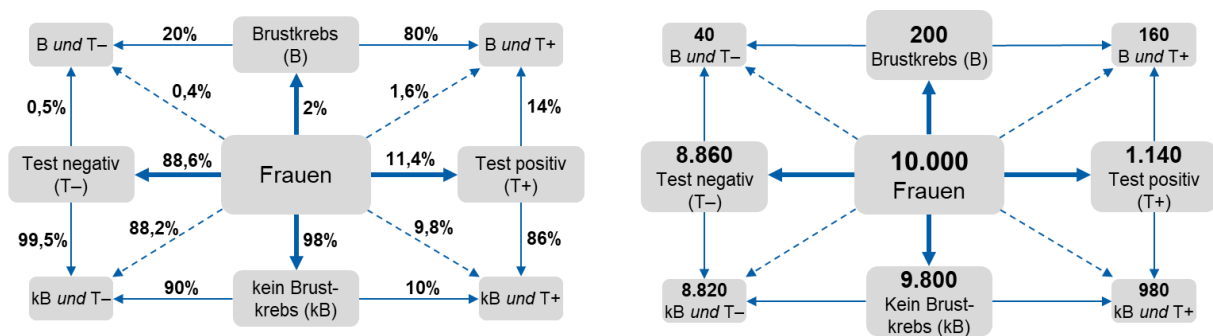 20%
Brustkrebs
(B)
80%
B und T–
B und T+
0,4%
1,6%
0,5%
2%
14%
Test negativ
(T–)
88,6%
Frauen
11,4%
Test positiv
(T+)
99,5%
88,2%
98%
9,8%
86%
kB und T–
90%
kein Brust-
krebs (kB)
10%
kB und T+
40
B und T–
200
Brustkrebs (B)
160
B und T+
8.860
Test negativ
(T–)
10.000
Frauen
1.140
Test positiv
(T+)
8.820
kB und T–
9.800
Kein Brust-
krebs (kB)
980
kB und T+